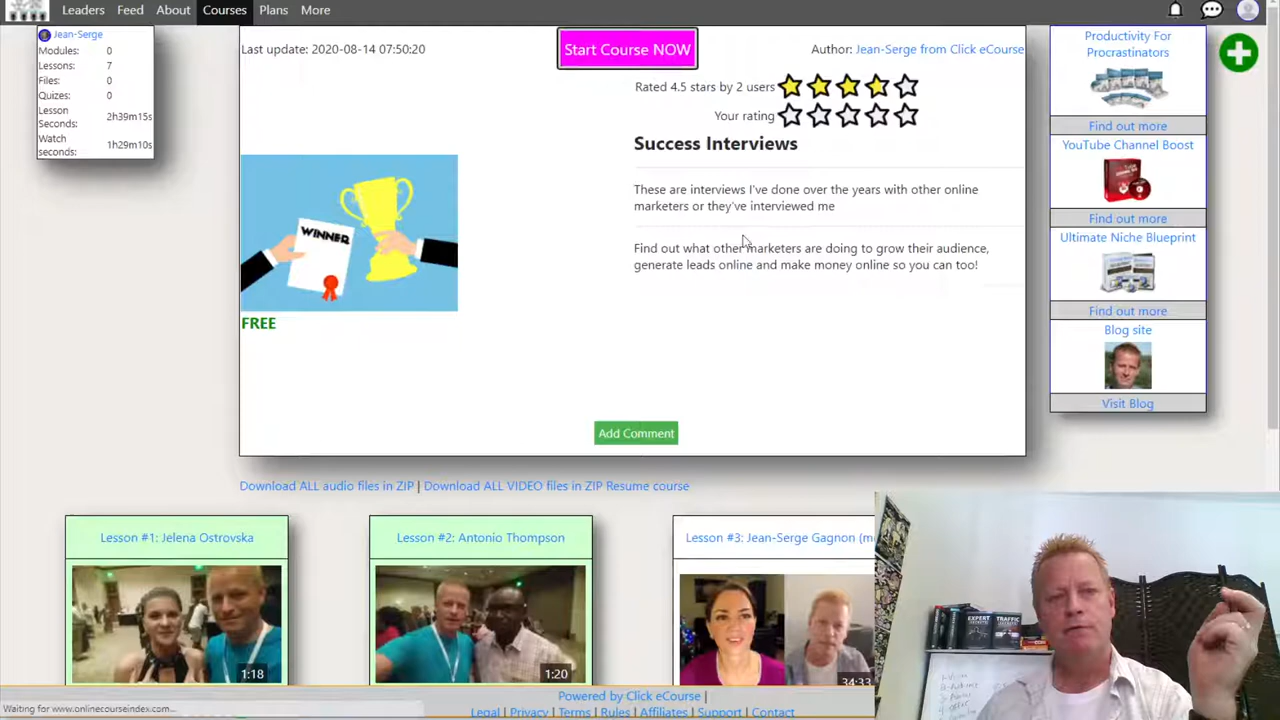 Leaders Feed About Courses Plans More
Jean-Serge
Modules: 0
Lessons: 7
Files: 0
Quizes: 0
Lesson Seconds: 2h39m15s
Watch seconds: 1h29m10s
Last update: 2020-08-14 07:50:20
Start Course NOW
Author: Jean-Serge from Click eCourse
Rated 4.5 stars by 2 users
Your rating
Success Interviews
These are interviews I've done over the years with other online
marketers or they've interviewed me
Find out what other marketers are doing to grow their audience,
generate leads online and make money online so you can too!
WINNER
FREE
Add Comment
Productivity For
Procrastinators
Find out more
YouTube Channel Boost
Find out more
Ultimate Niche Blueprint
Find out more
Blog site
Visit Blog
Download ALL audio files in ZIP | Download ALL VIDEO files in ZIP Resume course
Lesson #1: Jelena Ostrovska
1:18
Lesson #2: Antonio Thompson
1:20
Lesson #3: Jean-Serge Gagnon (m
34:33
EXPERT
TRAFFIC
Powered by Click eCourse |
Legal | Privacy | Terms | Rules | Affiliates | Support | Contact
Waiting for www.onlinecourseindex.com...